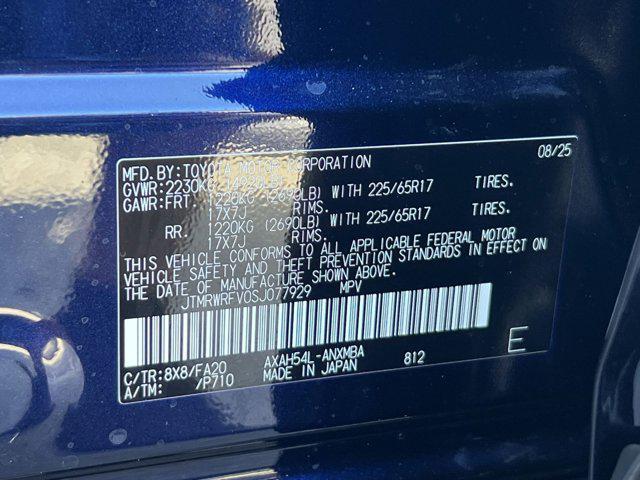 MFD.BY:TOYOTA MOTOR CORPORATION 08/25
GVWR:2230KG (4920LB)
GAWR:FRT. 1220KG (2690LB) WITH 225/65R17 TIRES.
17X7J RIMS.
RR. 1220KG (2690LB) WITH 225/65R17 TIRES.
17X7J RIMS.
THIS VEHICLE CONFORMS TO ALL APPLICABLE FEDERAL MOTOR
VEHICLE SAFETY AND THEFT PREVENTION STANDARDS IN EFFECT ON
THE DATE OF MANUFACTURE SHOWN ABOVE.
JTMRWRFV0SJ077929 MPV
C/TR:8X8/FA20 AXAH54L-ANXMBA 812 E
A/TM: /P710 MADE IN JAPAN